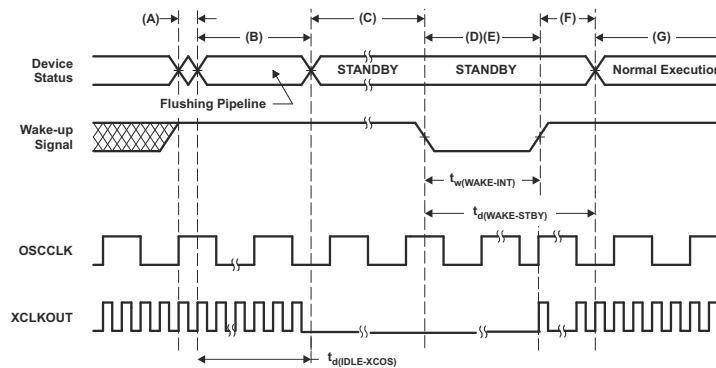 (A)
(B)
(C)
(D)(E)
(F)
(G)
Device
Status
STANDBY
STANDBY
Normal Execution
Flushing Pipeline
Wake-up
Signal
tw(WAKE-INT)
td(WAKE-STBY)
OSCCLK
XCLKOUT
td(IDLE-XCOS)